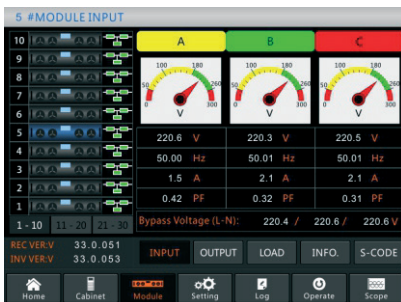 5 #MODULE INPUT
10
9
8
7
6
5
4
3
2
1
1 - 10 11 - 20 21 - 30
A B C
0 50 100 180 260 300 V
0 50 100 180 260 300 V
0 50 100 180 260 300 V
220.6 V 220.3 V 220.5 V
50.00 Hz 50.01 Hz 50.01 Hz
1.5 A 2.1 A 2.1 A
0.42 PF 0.32 PF 0.31 PF
Bypass Voltage (L-N): 220.4 / 220.6 / 220.6 V
REC VER:V 33.0.051
INV VER:V 33.0.053
INPUT OUTPUT LOAD INFO. S-CODE
Home Cabinet Module Setting Log Operate Scope